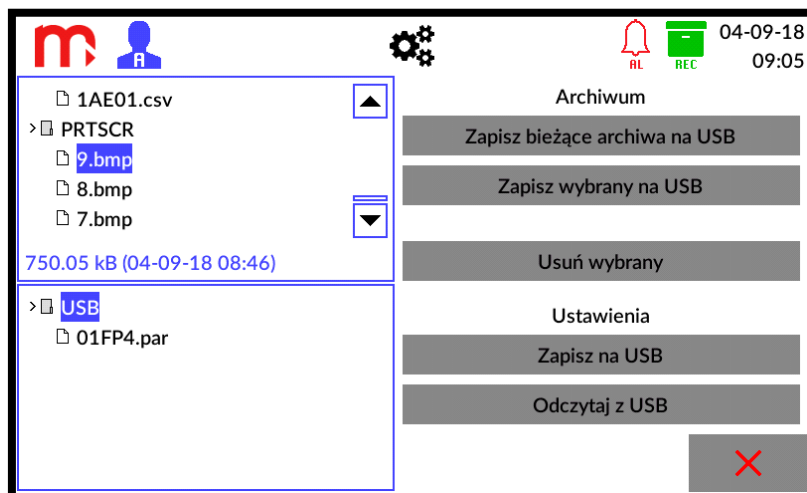 A
AL
REC
04-09-18
09:05
1AE01.csv
PRTSCR
9.bmp
8.bmp
7.bmp
750.05 kB (04-09-18 08:46)
USB
01FP4.par
Archiwum
Zapisz bieżące archiwa na USB
Zapisz wybrany na USB
Usuń wybrany
Ustawienia
Zapisz na USB
Odczytaj z USB